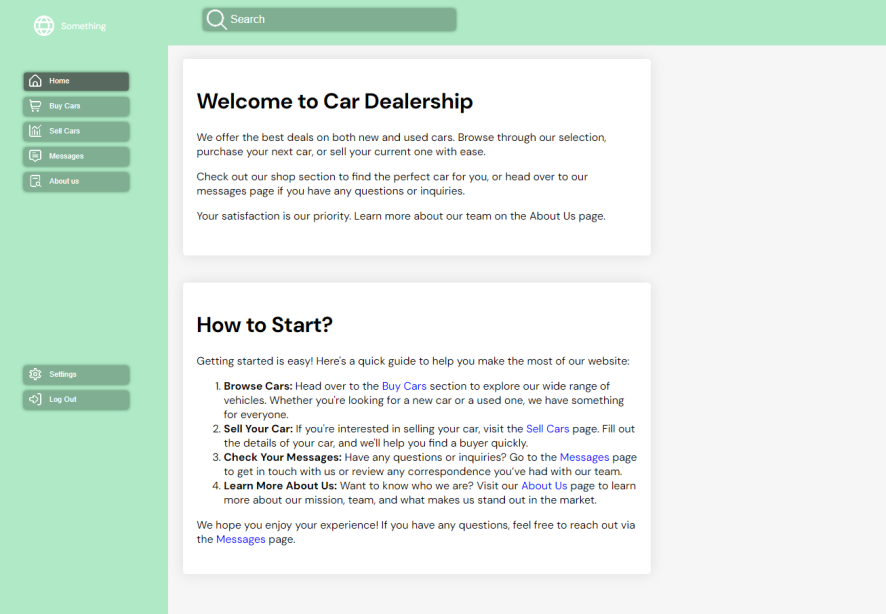 Something
Search
Home
Buy Cars
Sell Cars
Messages
About us
Settings
Log Out
Welcome to Car Dealership
We offer the best deals on both new and used cars. Browse through our selection,
purchase your next car, or sell your current one with ease.
Check out our shop section to find the perfect car for you, or head over to our
messages page if you have any questions or inquiries.
Your satisfaction is our priority. Learn more about our team on the About Us page.
How to Start?
Getting started is easy! Here's a quick guide to help you make the most of our website:
1. Browse Cars: Head over to the Buy Cars section to explore our wide range of
vehicles. Whether you're looking for a new car or a used one, we have something
for everyone.
2. Sell Your Car: If you're interested in selling your car, visit the Sell Cars page. Fill out
the details of your car, and we'll help you find a buyer quickly.
3. Check Your Messages: Have any questions or inquiries? Go to the Messages page
to get in touch with us or review any correspondence you've had with our team.
4. Learn More About Us: Want to know who we are? Visit our About Us page to learn
more about our mission, team, and what makes us stand out in the market.
We hope you enjoy your experience! If you have any questions, feel free to reach out via
the Messages page.